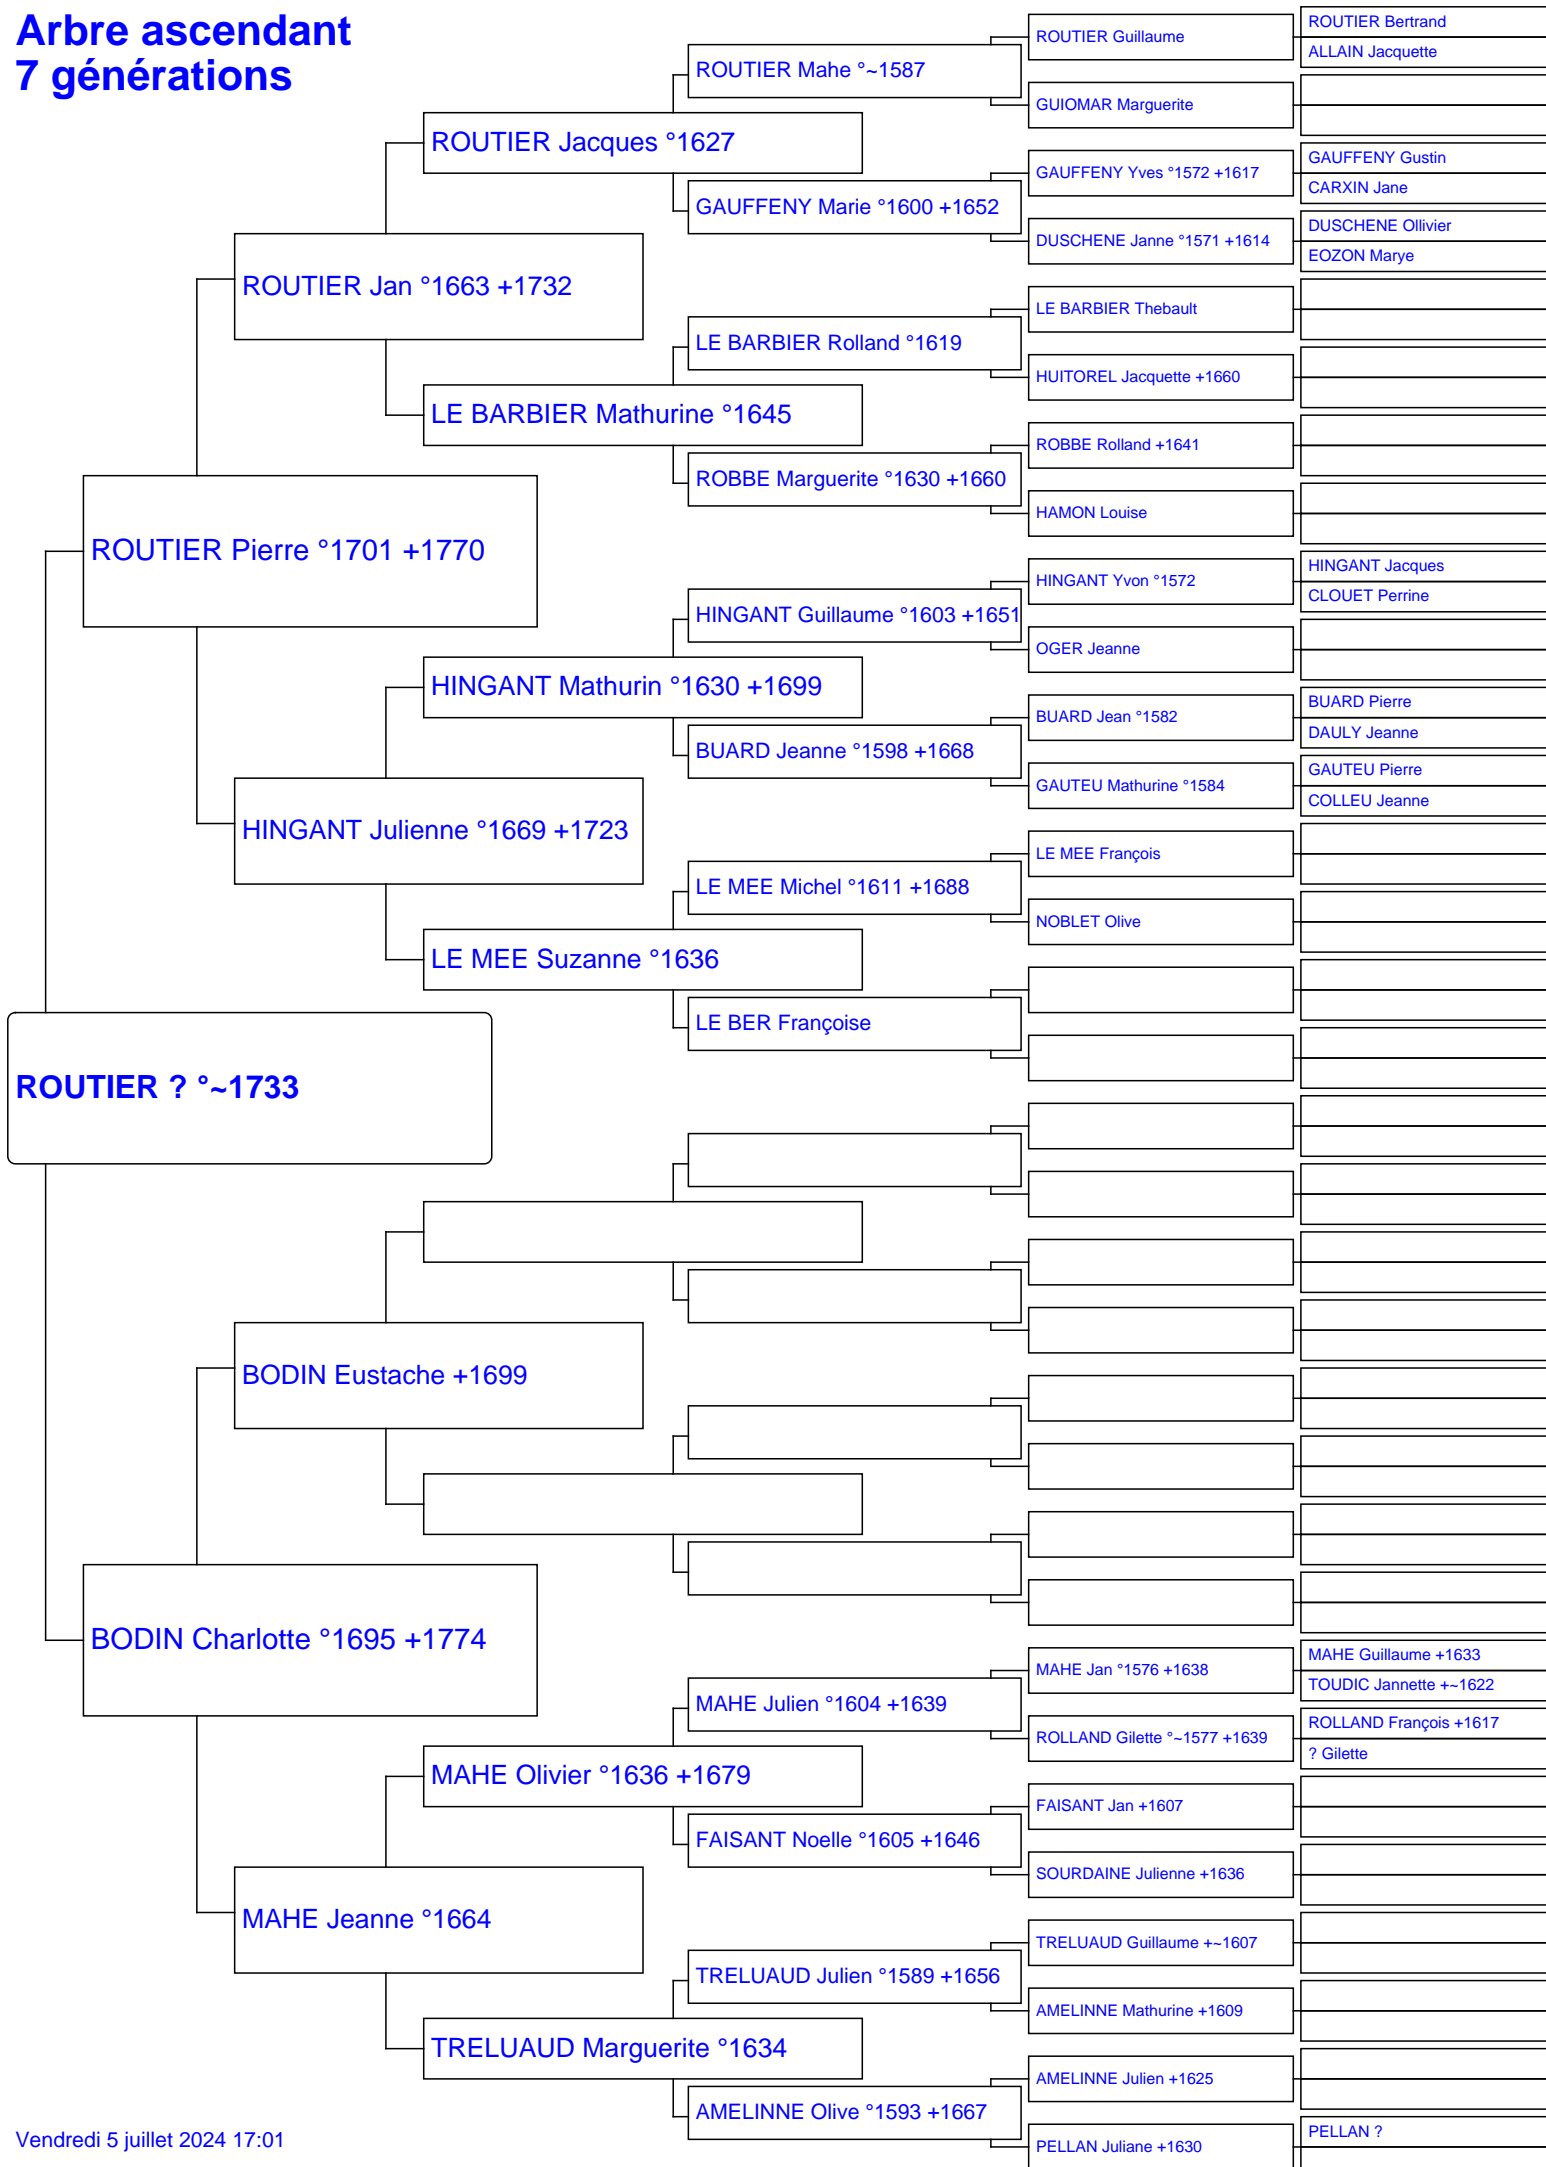 Arbre ascendant
7 générations
ROUTIER ? °~1733
ROUTIER Pierre °1701 +1770
BODIN Charlotte °1695 +1774
ROUTIER Jan °1663 +1732
HINGANT Julienne °1669 +1723
BODIN Eustache +1699
MAHE Jeanne °1664
ROUTIER Jacques °1627
LE BARBIER Mathurine °1645
HINGANT Mathurin °1630 +1699
LE MEE Suzanne °1636
MAHE Olivier °1636 +1679
TRELUAUD Marguerite °1634
ROUTIER Mahe °~1587
GAUFFENY Marie °1600 +1652
LE BARBIER Rolland °1619
ROBBE Marguerite °1630 +1660
HINGANT Guillaume °1603 +1651
BUARD Jeanne °1598 +1668
LE MEE Michel °1611 +1688
LE BER Françoise
MAHE Julien °1604 +1639
FAISANT Noelle °1605 +1646
TRELUAUD Julien °1589 +1656
AMELINNE Olive °1593 +1667
ROUTIER Guillaume
GUIOMAR Marguerite
GAUFFENY Yves °1572 +1617
DUSCHENE Janne °1571 +1614
LE BARBIER Thebault
HUITOREL Jacquette +1660
ROBBE Rolland +1641
HAMON Louise
HINGANT Yvon °1572
OGER Jeanne
BUARD Jean °1582
GAUTEU Mathurine °1584
LE MEE François
NOBLET Olive
MAHE Jan °1576 +1638
ROLLAND Gilette °~1577 +1639
FAISANT Jan +1607
SOURDAINE Julienne +1636
TRELUAUD Guillaume +~1607
AMELINNE Mathurine +1609
AMELINNE Julien +1625
PELLAN Juliane +1630
ROUTIER Bertrand
ALLAIN Jacquette
GAUFFENY Gustin
CARXIN Jane
DUSCHENE Ollivier
EOZON Marye
HINGANT Jacques
CLOUET Perrine
BUARD Pierre
DAULY Jeanne
GAUTEU Pierre
COLLEU Jeanne
MAHE Guillaume +1633
TOUDIC Jannette +~1622
ROLLAND François +1617
? Gilette
PELLAN ?
Vendredi 5 juillet 2024 17:01